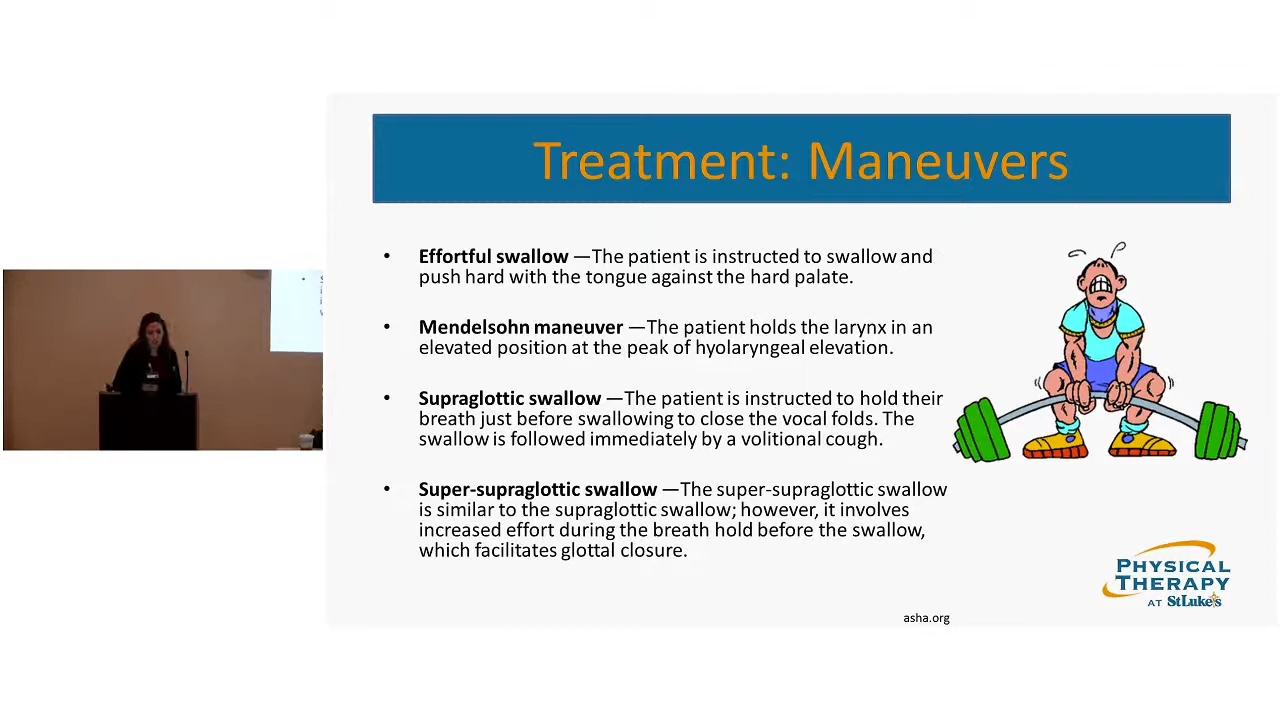 Treatment: Maneuvers
• Effortful swallow —The patient is instructed to swallow and
push hard with the tongue against the hard palate.
• Mendelsohn maneuver —The patient holds the larynx in an
elevated position at the peak of hyolaryngeal elevation.
• Supraglottic swallow —The patient is instructed to hold their
breath just before swallowing to close the vocal folds. The
swallow is followed immediately by a volitional cough.
• Super-supraglottic swallow —The super-supraglottic swallow
is similar to the supraglottic swallow; however, it involves
increased effort during the breath hold before the swallow,
which facilitates glottal closure.
PHYSICAL
THERAPY
AT StLuke's
asha.org